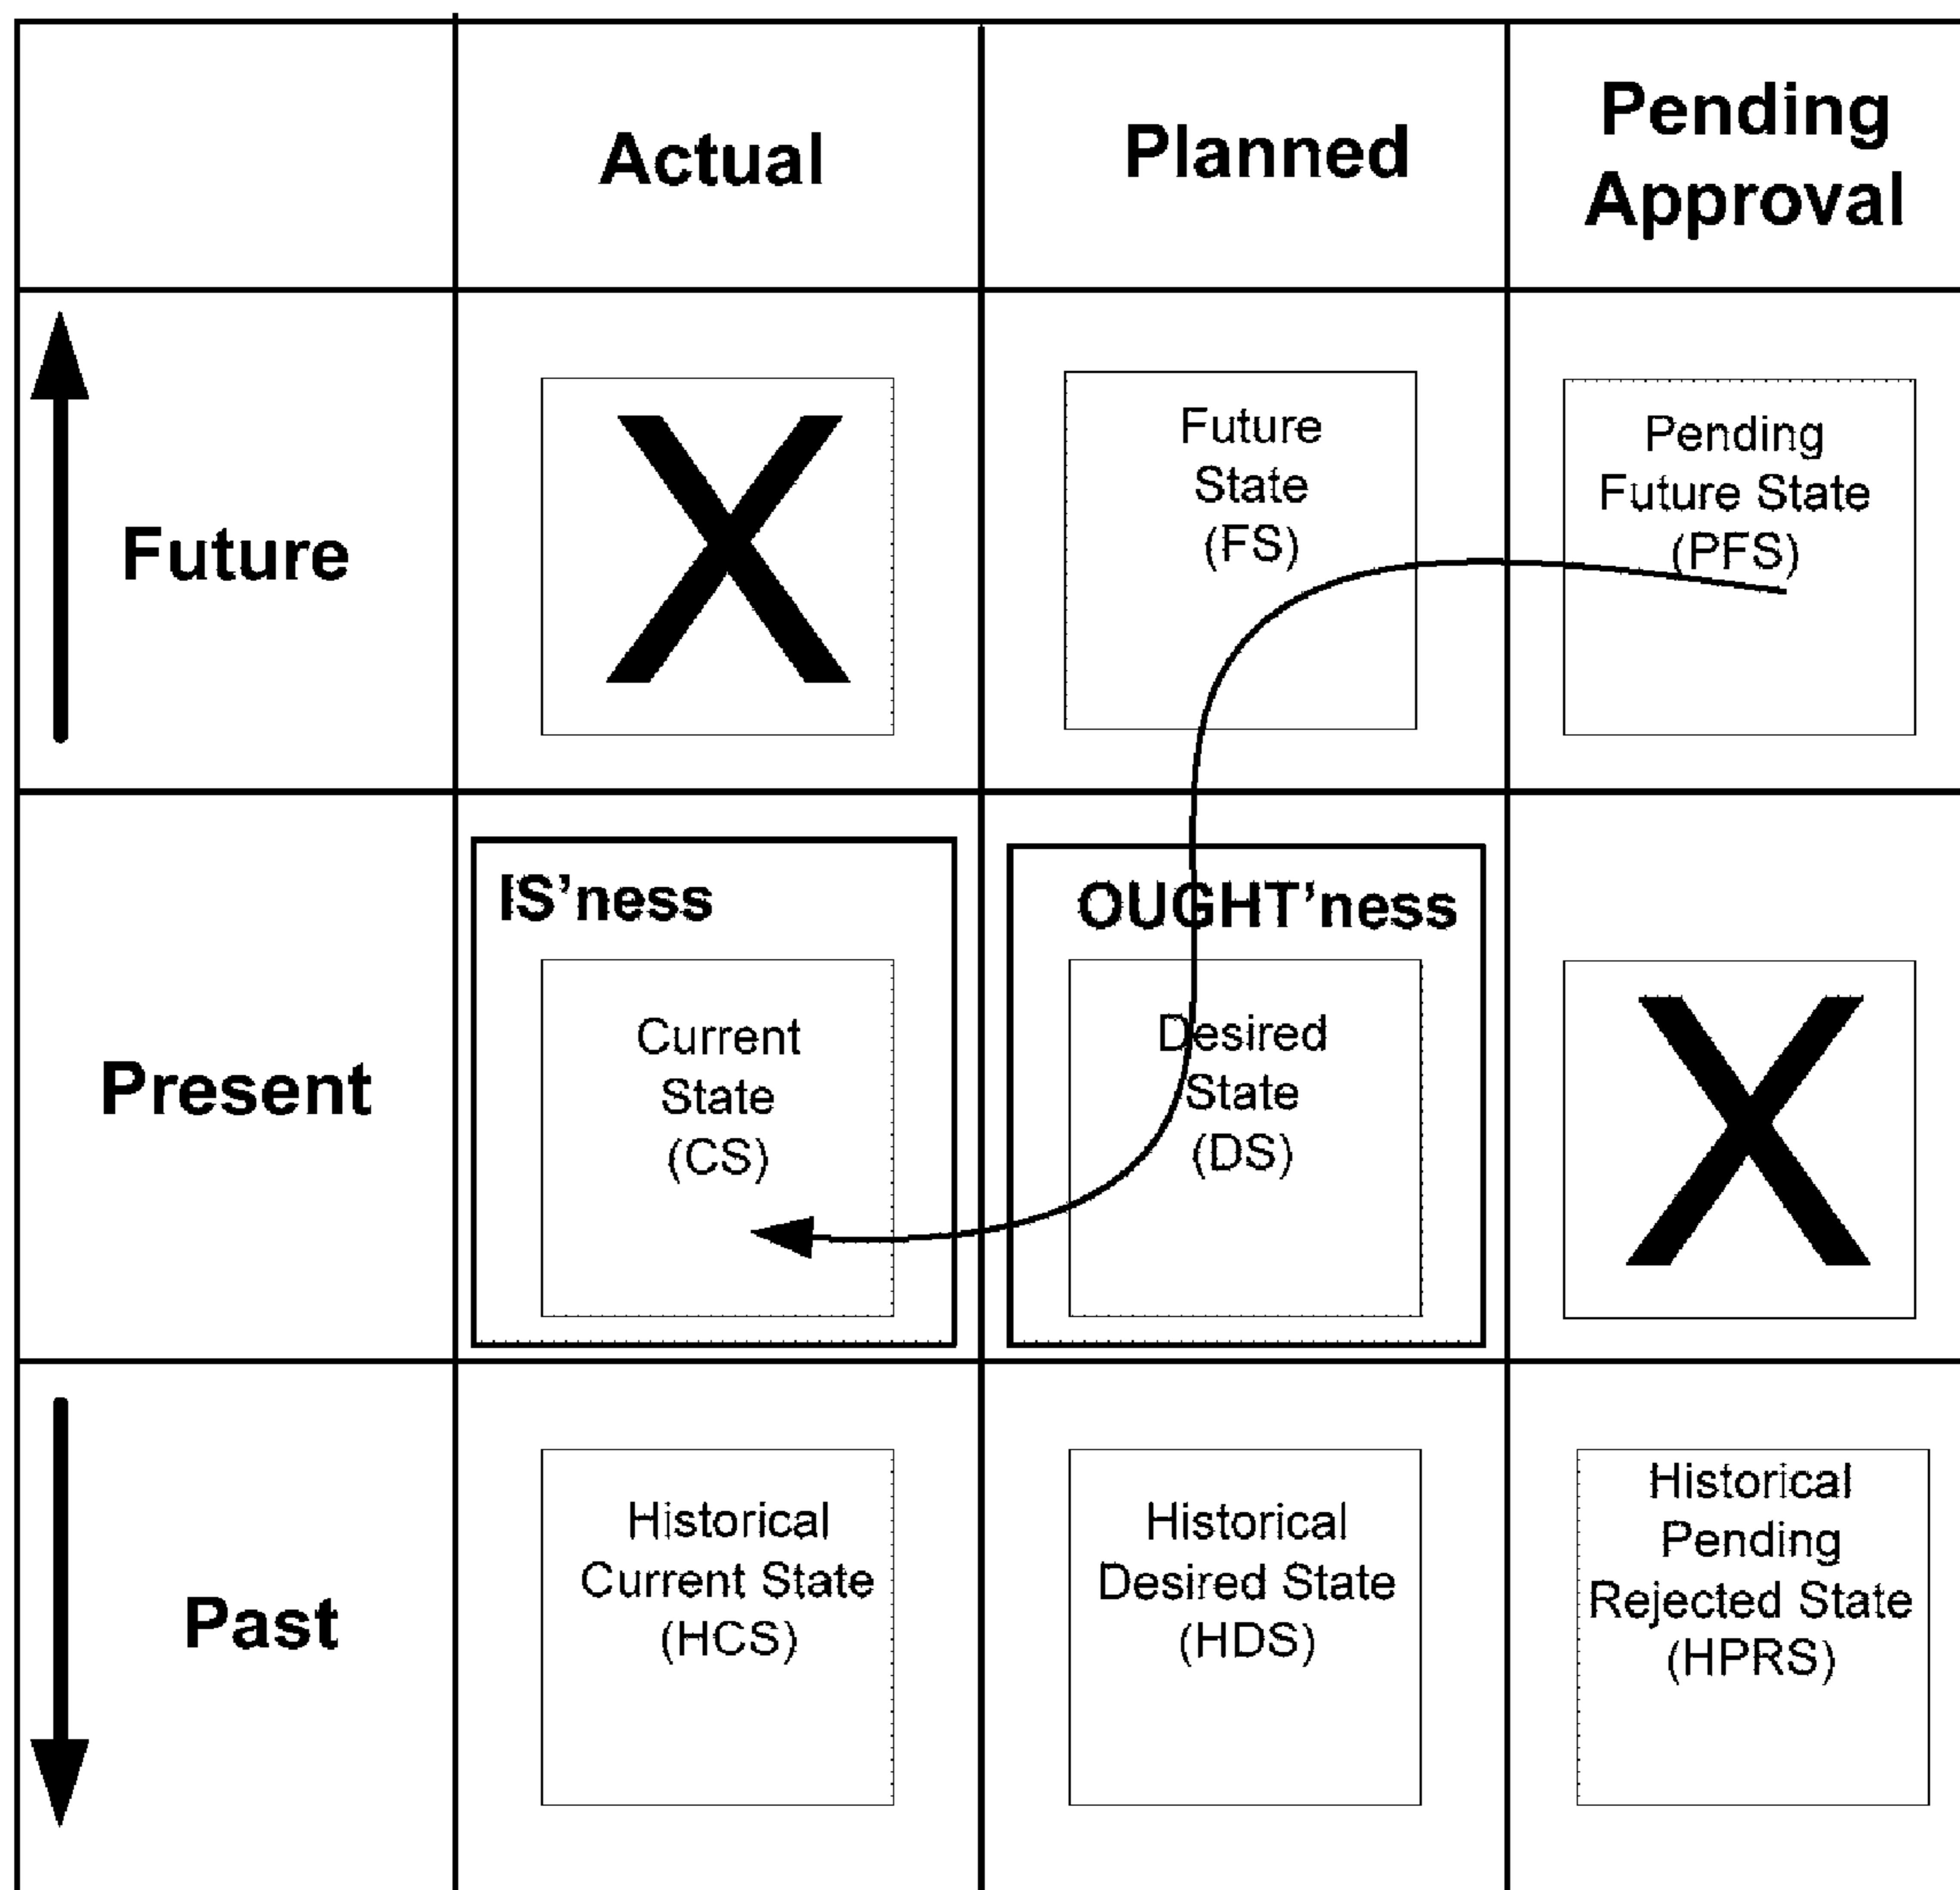 Actual
Planned
Pending
Approval
Future
X
Future
State
(FS)
Pending
Future State
(PFS)
Present
IS’ness
Current
State
(CS)
OUGHT’ness
Desired
State
(DS)
X
Past
Historical
Current State
(HCS)
Historical
Desired State
(HDS)
Historical
Pending
Rejected State
(HPRS)